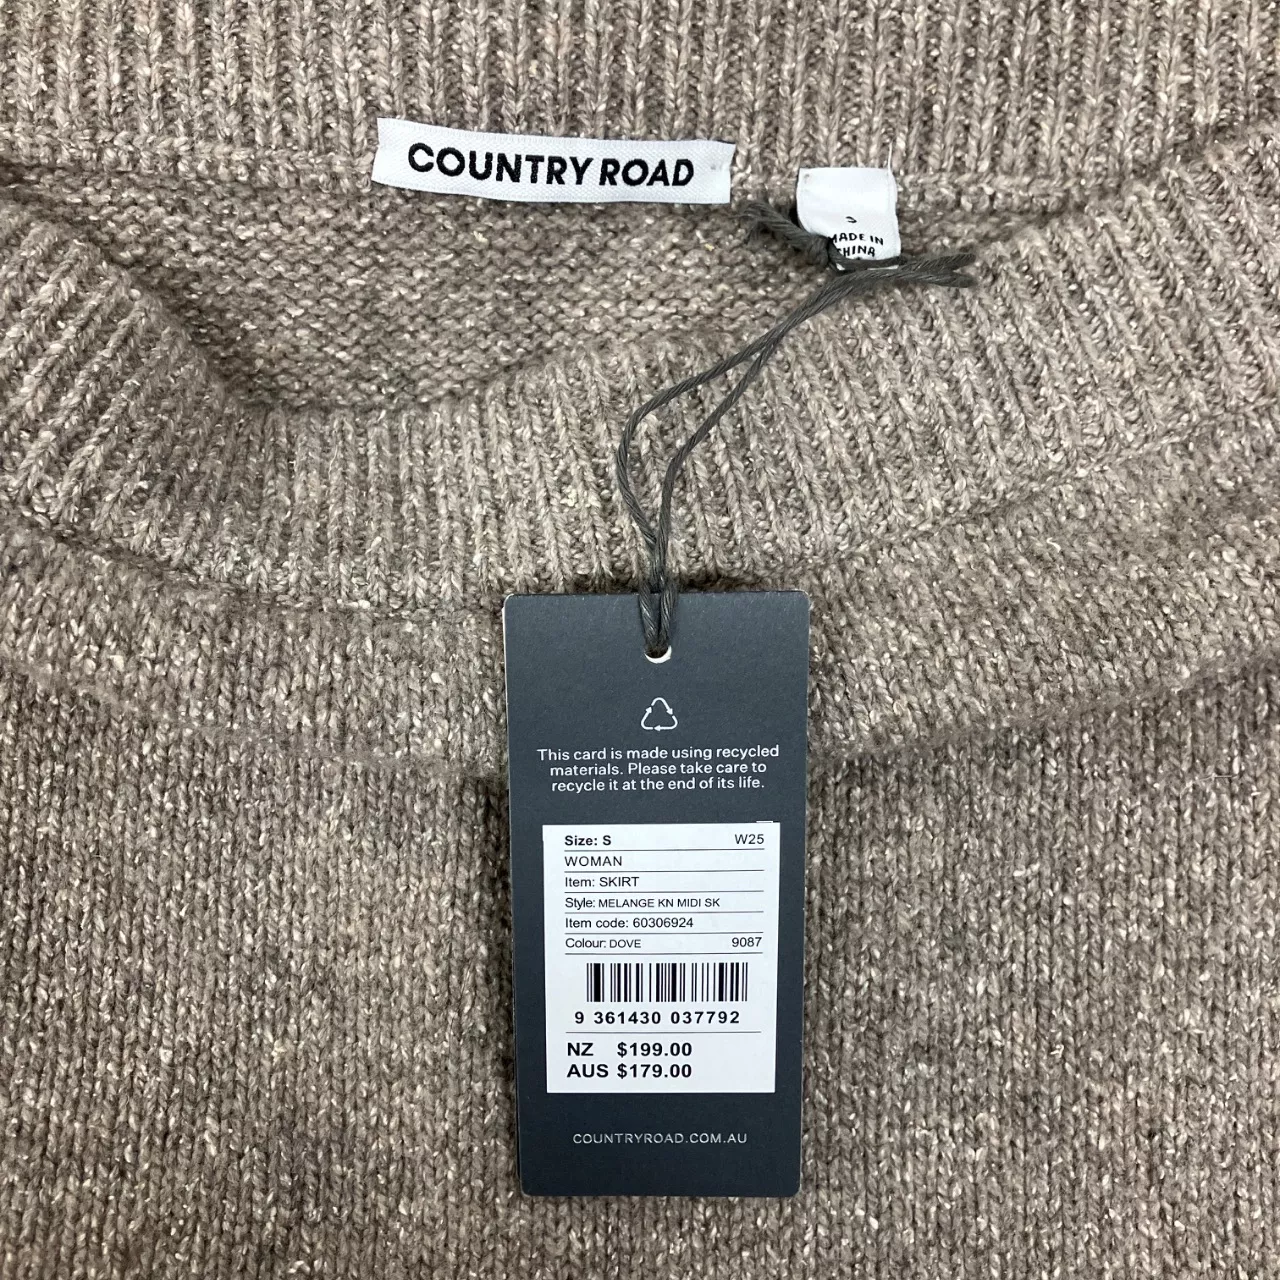 COUNTRY ROAD
MADE IN
CHINA
This card is made using recycled
materials. Please take care to
recycle it at the end of its life.
Size: S W25
WOMAN
Item: SKIRT
Style: MELANGE KN MIDI SK
Item code: 60306924
Colour: DOVE 9087
9 361430 037792
NZ $199.00
AUS $179.00
COUNTRYROAD.COM.AU